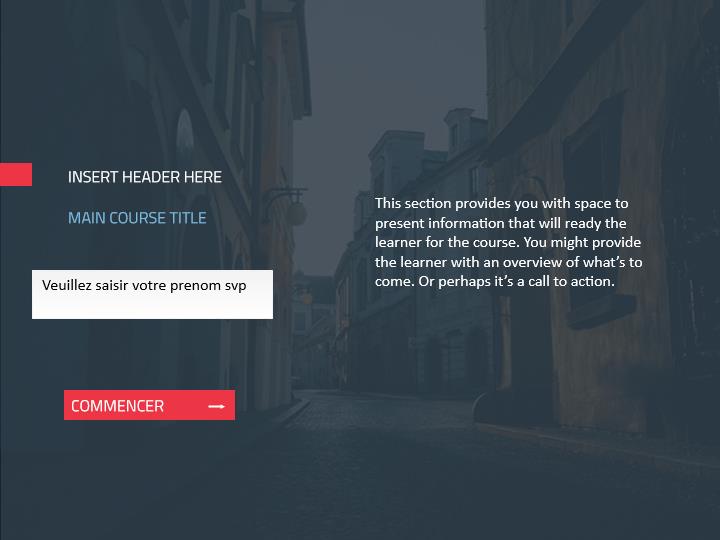 INSERT HEADER HERE
MAIN COURSE TITLE
Veuillez saisir votre prenom svp
COMMENCER
This section provides you with space to
present information that will ready the
learner for the course. You might provide
the learner with an overview of what’s to
come. Or perhaps it’s a call to action.